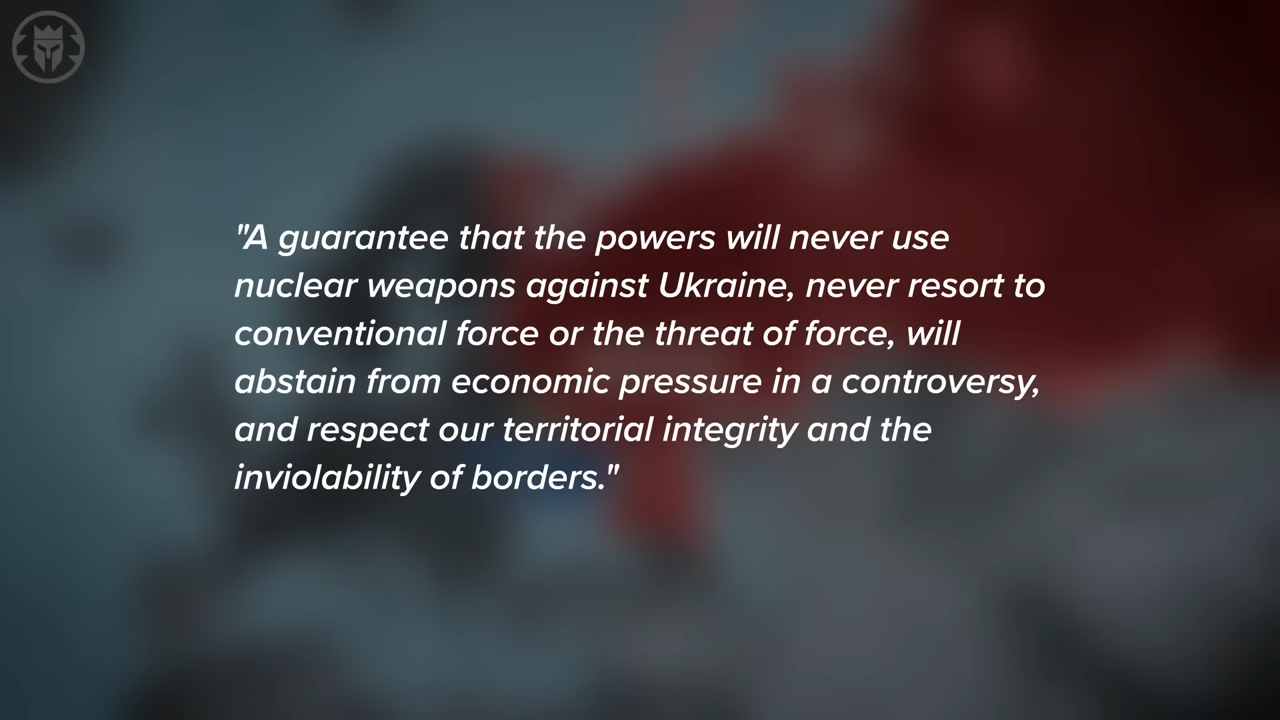 "A guarantee that the powers will never use
nuclear weapons against Ukraine, never resort to
conventional force or the threat of force, will
abstain from economic pressure in a controversy,
and respect our territorial integrity and the
inviolability of borders."